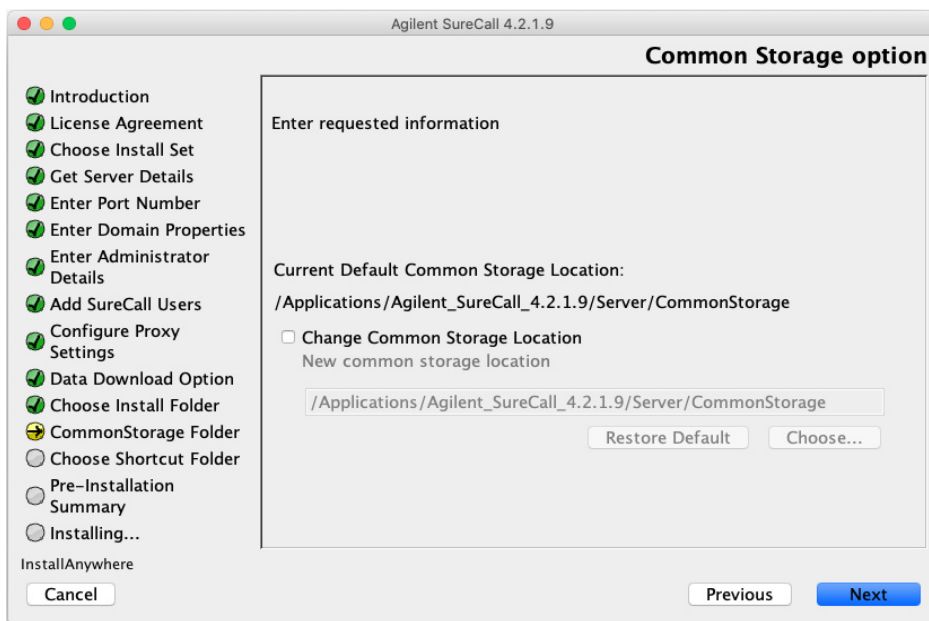 Agilent SureCall 4.2.1.9
Common Storage option
Introduction
License Agreement
Choose Install Set
Get Server Details
Enter Port Number
Enter Domain Properties
Enter Administrator
Details
Add SureCall Users
Configure Proxy
Settings
Data Download Option
Choose Install Folder
CommonStorage Folder
Choose Shortcut Folder
Pre-Installation
Summary
Installing...
Enter requested information
Current Default Common Storage Location:
/Applications/Agilent_SureCall_4.2.1.9/Server/CommonStorage
Change Common Storage Location
New common storage location
/Applications/Agilent_SureCall_4.2.1.9/Server/CommonStorage
Restore Default
Choose...
InstallAnywhere
Cancel
Previous
Next